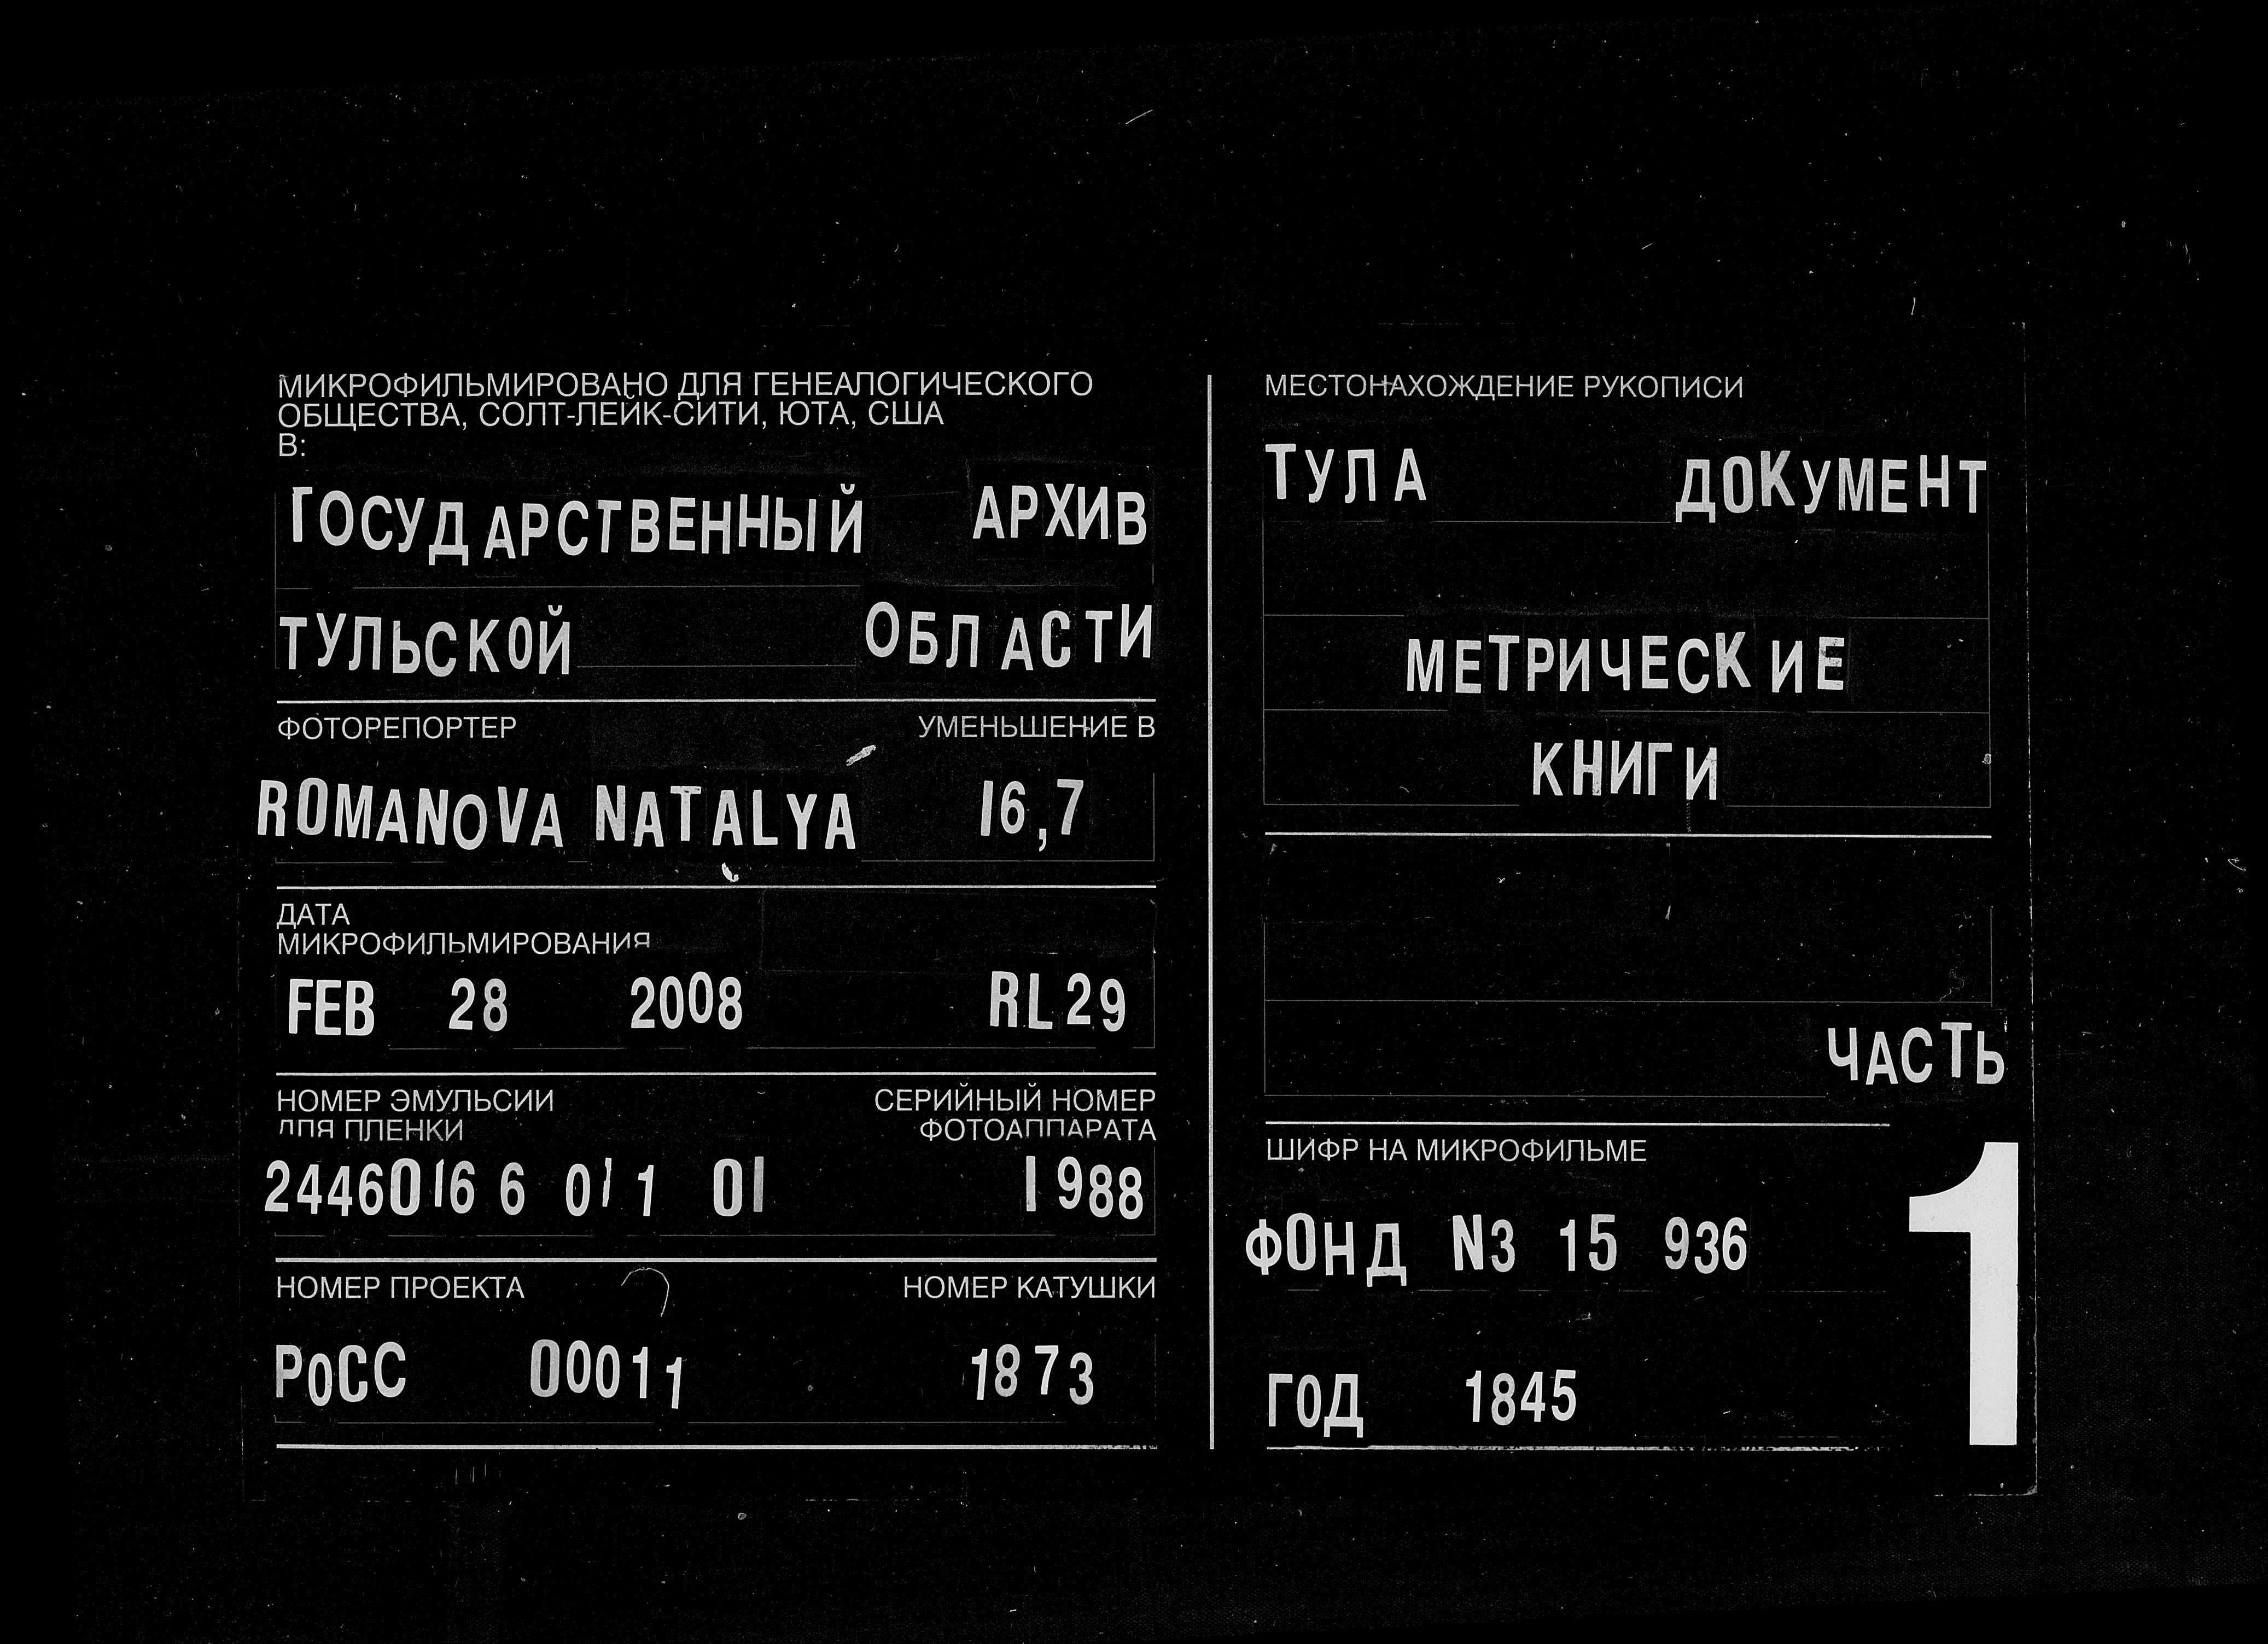 МИКРОФИЛЬМИРОВАНО ДЛЯ ГЕНЕАЛОГИЧЕСКОГО
ОБЩЕСТВА, СОЛТ-ЛЕЙК-СИТИ, ЮТА, США
В:
ГОСУДАРСТВЕННЫЙ АРХИВ
ТУЛЬСКОЙ ОБЛАСТИ
ФОТОРЕПОРТЕР УМЕНЬШЕНИЕ В
ROMANOVA NATALYA 16,7
ДАТА
МИКРОФИЛЬМИРОВАНИЯ
FEB 28 2008 RL29
НОМЕР ЭМУЛЬСИИ СЕРИЙНЫЙ НОМЕР
ДЛЯ ПЛЕНКИ ФОТОАППАРАТА
24460166 01 1 01 1988
НОМЕР ПРОЕКТА НОМЕР КАТУШКИ
РоСС 00011 1873
МЕСТОНАХОЖДЕНИЕ РУКОПИСИ
ТУЛА ДОКУМЕНТ
МЕТРИЧЕСКИЕ
КНИГИ
ЧАСТЬ
1
ШИФР НА МИКРОФИЛЬМЕ
ФОНД N3 15 936
ГОД 1845